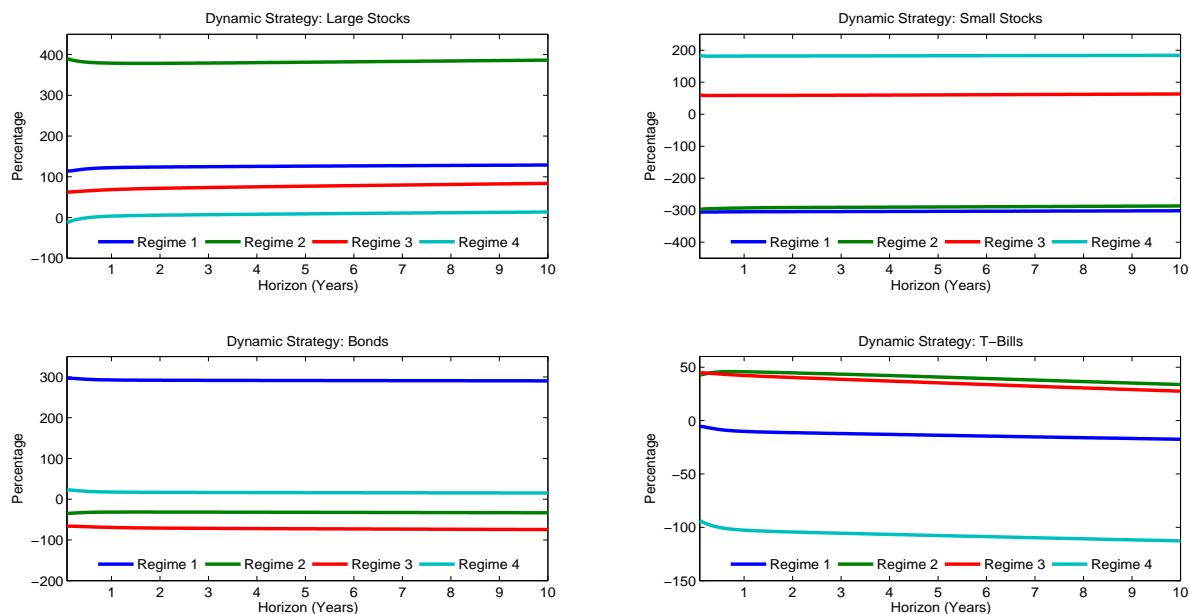 Dynamic Strategy: Large Stocks
400
300
200
100
0
−100
Percentage
Regime 1 Regime 2 Regime 3 Regime 4
1 2 3 4 5 6 7 8 9 10
Horizon (Years)
Dynamic Strategy: Small Stocks
200
100
0
−100
−200
−300
−400
Percentage
Regime 1 Regime 2 Regime 3 Regime 4
1 2 3 4 5 6 7 8 9 10
Horizon (Years)
Dynamic Strategy: Bonds
300
200
100
0
−100
−200
Percentage
Regime 1 Regime 2 Regime 3 Regime 4
1 2 3 4 5 6 7 8 9 10
Horizon (Years)
Dynamic Strategy: T−Bills
50
0
−50
−100
−150
Percentage
Regime 1 Regime 2 Regime 3 Regime 4
1 2 3 4 5 6 7 8 9 10
Horizon (Years)